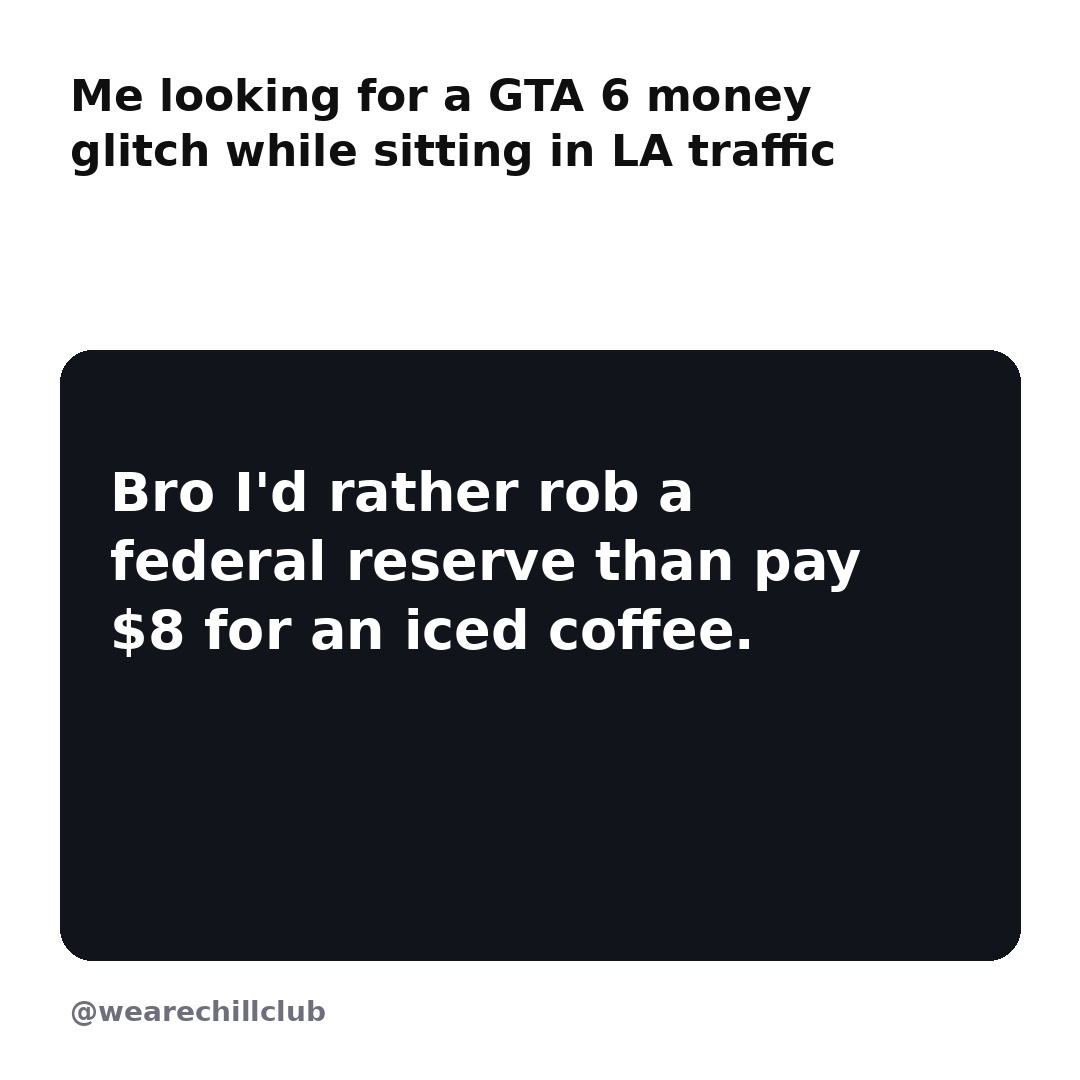 Me looking for a GTA 6 money
glitch while sitting in LA traffic
Bro I'd rather rob a
federal reserve than pay
$8 for an iced coffee.
@wearechillclub